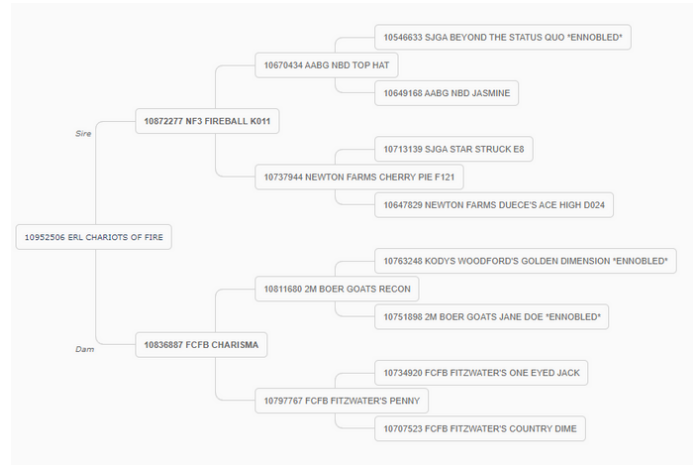 10546633 SJGA BEYOND THE STATUS QUO *ENNOBLED*
10670434 AABG NBD TOP HAT
10649168 AABG NBD JASMINE
10872277 NF3 FIREBALL K011
Sire
10713139 SJGA STAR STRUCK E8
10737944 NEWTON FARMS CHERRY PIE F121
10647829 NEWTON FARMS DUECE'S ACE HIGH D024
10952506 ERL CHARIOTS OF FIRE
10763248 KODYS WOODFORD'S GOLDEN DIMENSION *ENNOBLED*
10811680 2M BOER GOATS RECON
10751898 2M BOER GOATS JANE DOE *ENNOBLED*
10836887 FCFB CHARISMA
Dam
10734920 FCFB FITZWATER'S ONE EYED JACK
10797767 FCFB FITZWATER'S PENNY
10707523 FCFB FITZWATER'S COUNTRY DIME